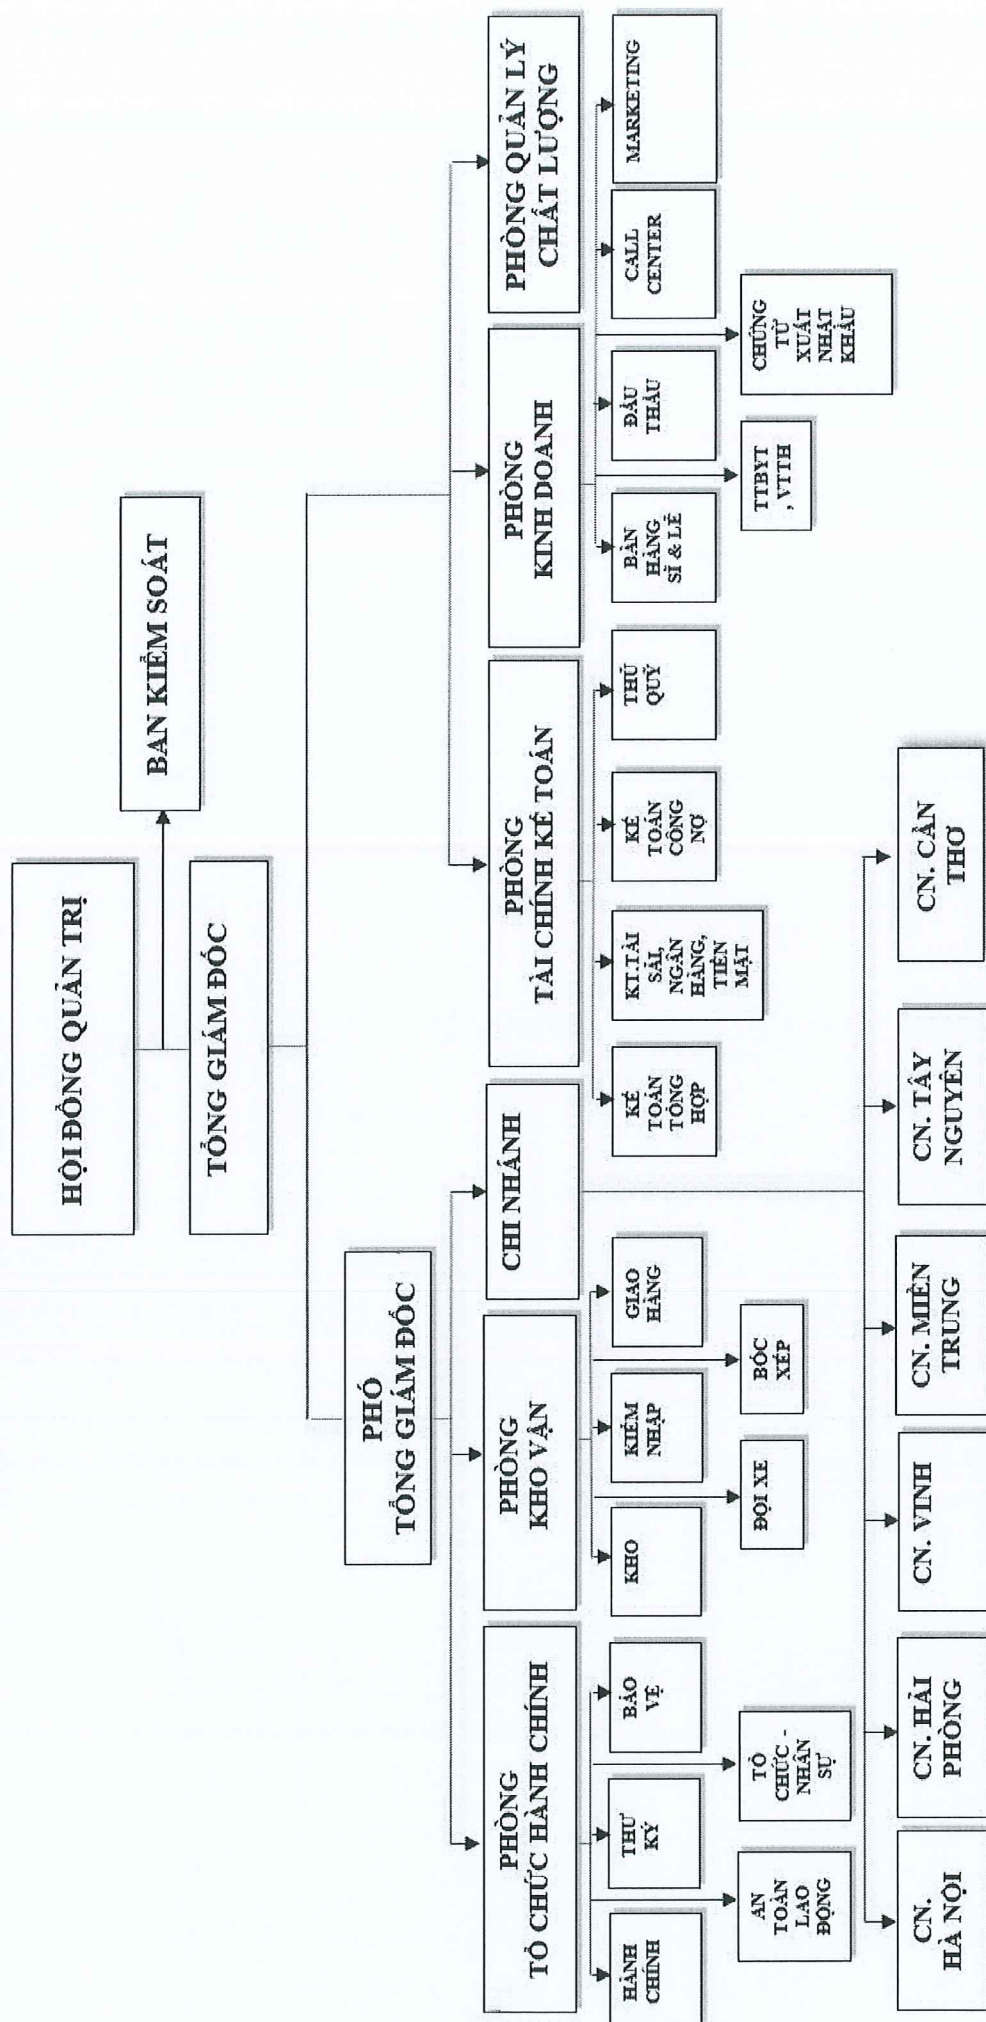 HỘI ĐỒNG QUẢN TRỊ
BAN KIỂM SOÁT
TỔNG GIÁM ĐỐC
PHÓ
TỔNG GIÁM ĐỐC
PHÒNG
TỔ CHỨC HÀNH CHÍNH
PHÒNG
KHO VẬN
CHI NHÁNH
PHÒNG
TÀI CHÍNH KẾ TOÁN
PHÒNG
KINH DOANH
PHÒNG QUẢN LÝ
CHẤT LƯỢNG
HÀNH
CHÍNH
THƯ
KÝ
BẢO
VỆ
KHO
KIỂM
NHẬP
GIAO
HÀNG
KẾ
TOÁN
TỔNG
HỢP
KT.TÀI
SẢI,
NGÂN
HÀNG,
TIỀN
MẶT
KẾ
TOÁN
CÔNG
NỢ
THỦ
QUỸ
BÁN
HÀNG
SĨ & LẺ
ĐẤU
THẦU
CALL
CENTER
MARKETING
AN
TOÀN
LAO
ĐỘNG
TỔ
CHỨC -
NHÂN
SỰ
ĐỘI XE
BỐC
XẾP
TTBYT
, VTTH
CHỨNG
TỪ
XUẤT
NHẬT
KHẨU
CN.
HÀ NỘI
CN. HẢI
PHÒNG
CN. VINH
CN. MIỀN
TRUNG
CN. TÂY
NGUYÊN
CN. CẦN
THƠ